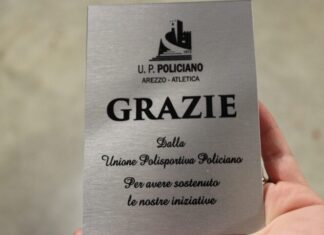 U. P. POLICIANO
AREZZO - ATLETICA
GRAZIE
Dalla
Unione Polisportiva Policiano
Per avere sostenuto
le nostre iniziative